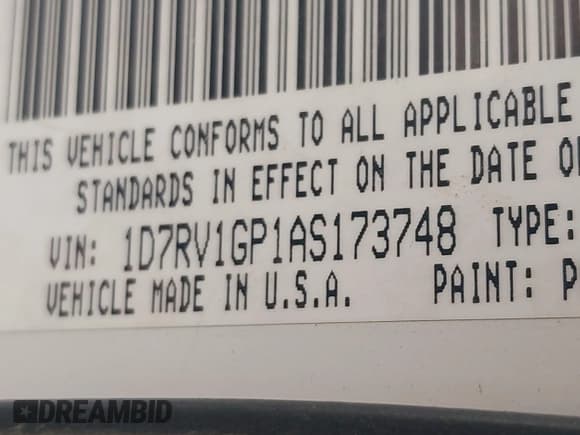 THIS VEHICLE CONFORMS TO ALL APPLICABLE
STANDARDS IN EFFECT ON THE DATE
VIN: 1D7RV1GP1AS173748 TYPE:
VEHICLE MADE IN U.S.A. PAINT: P
DREAMBID